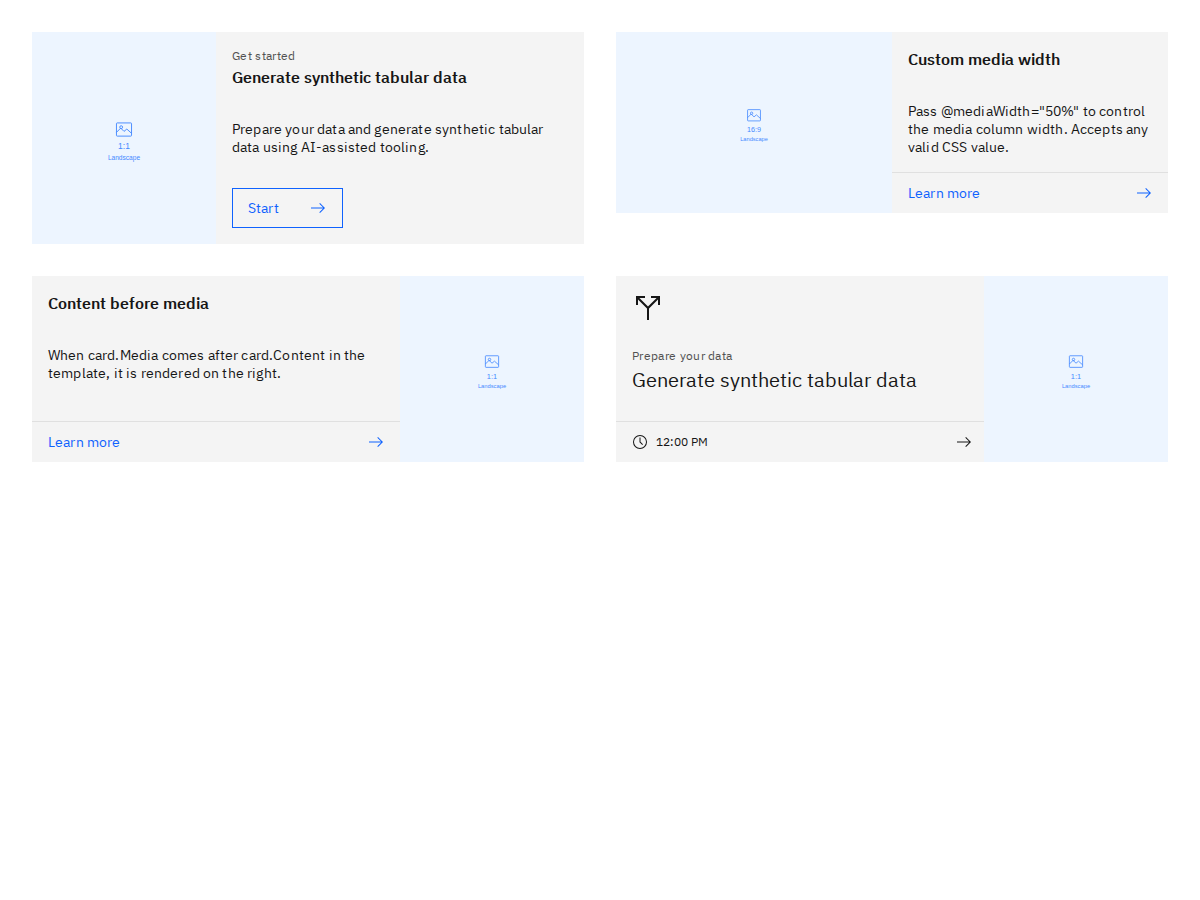 1:1
Landscape
Get started
Generate synthetic tabular data
Prepare your data and generate synthetic tabular
data using AI-assisted tooling.
Start
16:9
Landscape
Custom media width
Pass @mediaWidth="50%" to control
the media column width. Accepts any
valid CSS value.
Learn more
Content before media
When card.Media comes after card.Content in the
template, it is rendered on the right.
Learn more
1:1
Landscape
Prepare your data
Generate synthetic tabular data
12:00 PM
1:1
Landscape